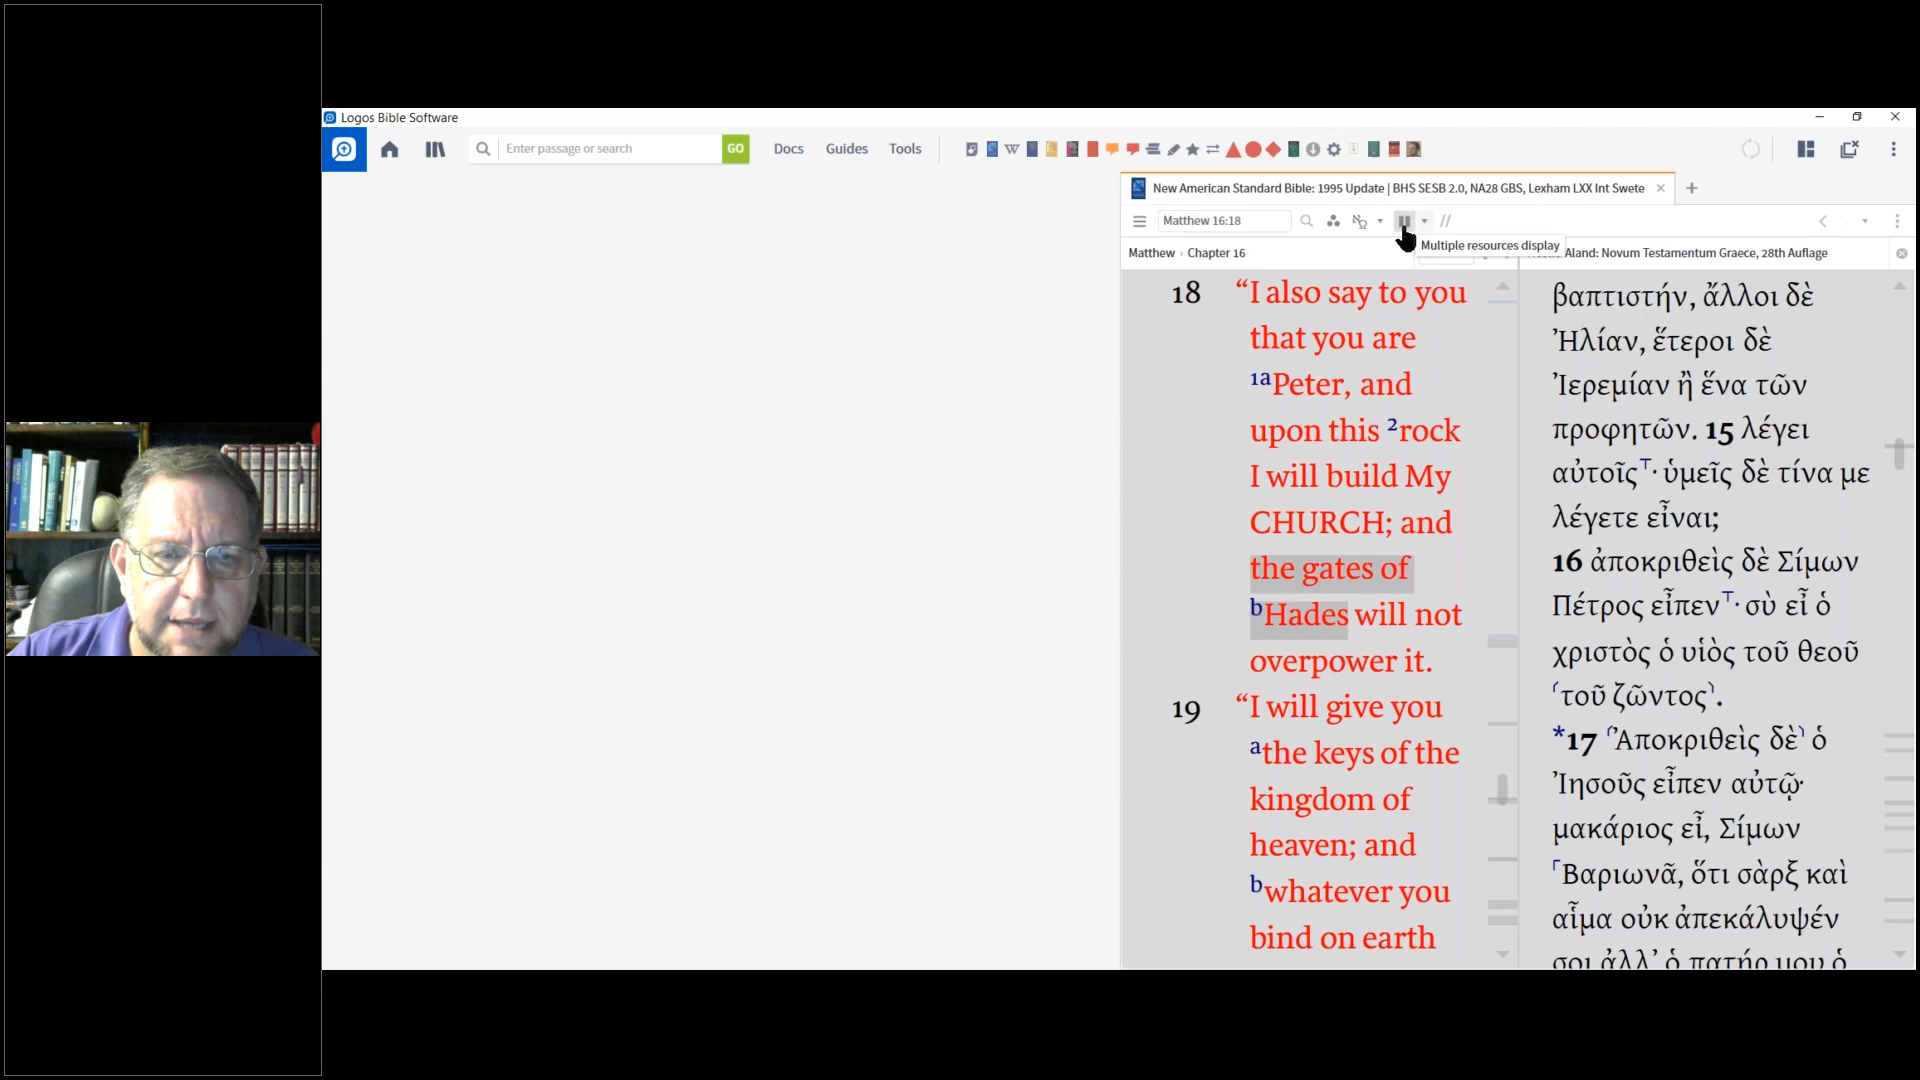 Logos Bible Software
Enter passage or search
GO
Docs
Guides
Tools
New American Standard Bible: 1995 Update | BHS SESB 2.0, NA28 GBS, Lexham LXX Int Swete
Matthew 16:18
Multiple resources display
Matthew › Chapter 16
Aland: Novum Testamentum Graece, 28th Auflage
18 “I also say to you
that you are
1aPeter, and
upon this 2rock
I will build My
CHURCH; and
the gates of
bHades will not
overpower it.
19 “I will give you
athe keys of the
kingdom of
heaven; and
bwhatever you
bind on earth
βαπτιστήν, ἄλλοι δὲ
Ἠλίαν, ἕτεροι δὲ
Ἰερεμίαν ἢ ἕνα τῶν
προφητῶν. 15 λέγει
αὐτοῖς⸆· ὑμεῖς δὲ τίνα με
λέγετε εἶναι;
16 ἀποκριθεὶς δὲ Σίμων
Πέτρος εἶπεν⸆· σὺ εἶ ὁ
χριστὸς ὁ υἱὸς τοῦ θεοῦ
⸂τοῦ ζῶντος⸃.
*17 ⸂Ἀποκριθεὶς δὲ⸃ ὁ
Ἰησοῦς εἶπεν αὐτῷ·
μακάριος εἶ, Σίμων
⸀Βαριωνᾶ, ὅτι σὰρξ καὶ
αἷμα οὐκ ἀπεκάλυψέν
σοι ἀλλ’ ὁ πατήρ μου ὁ